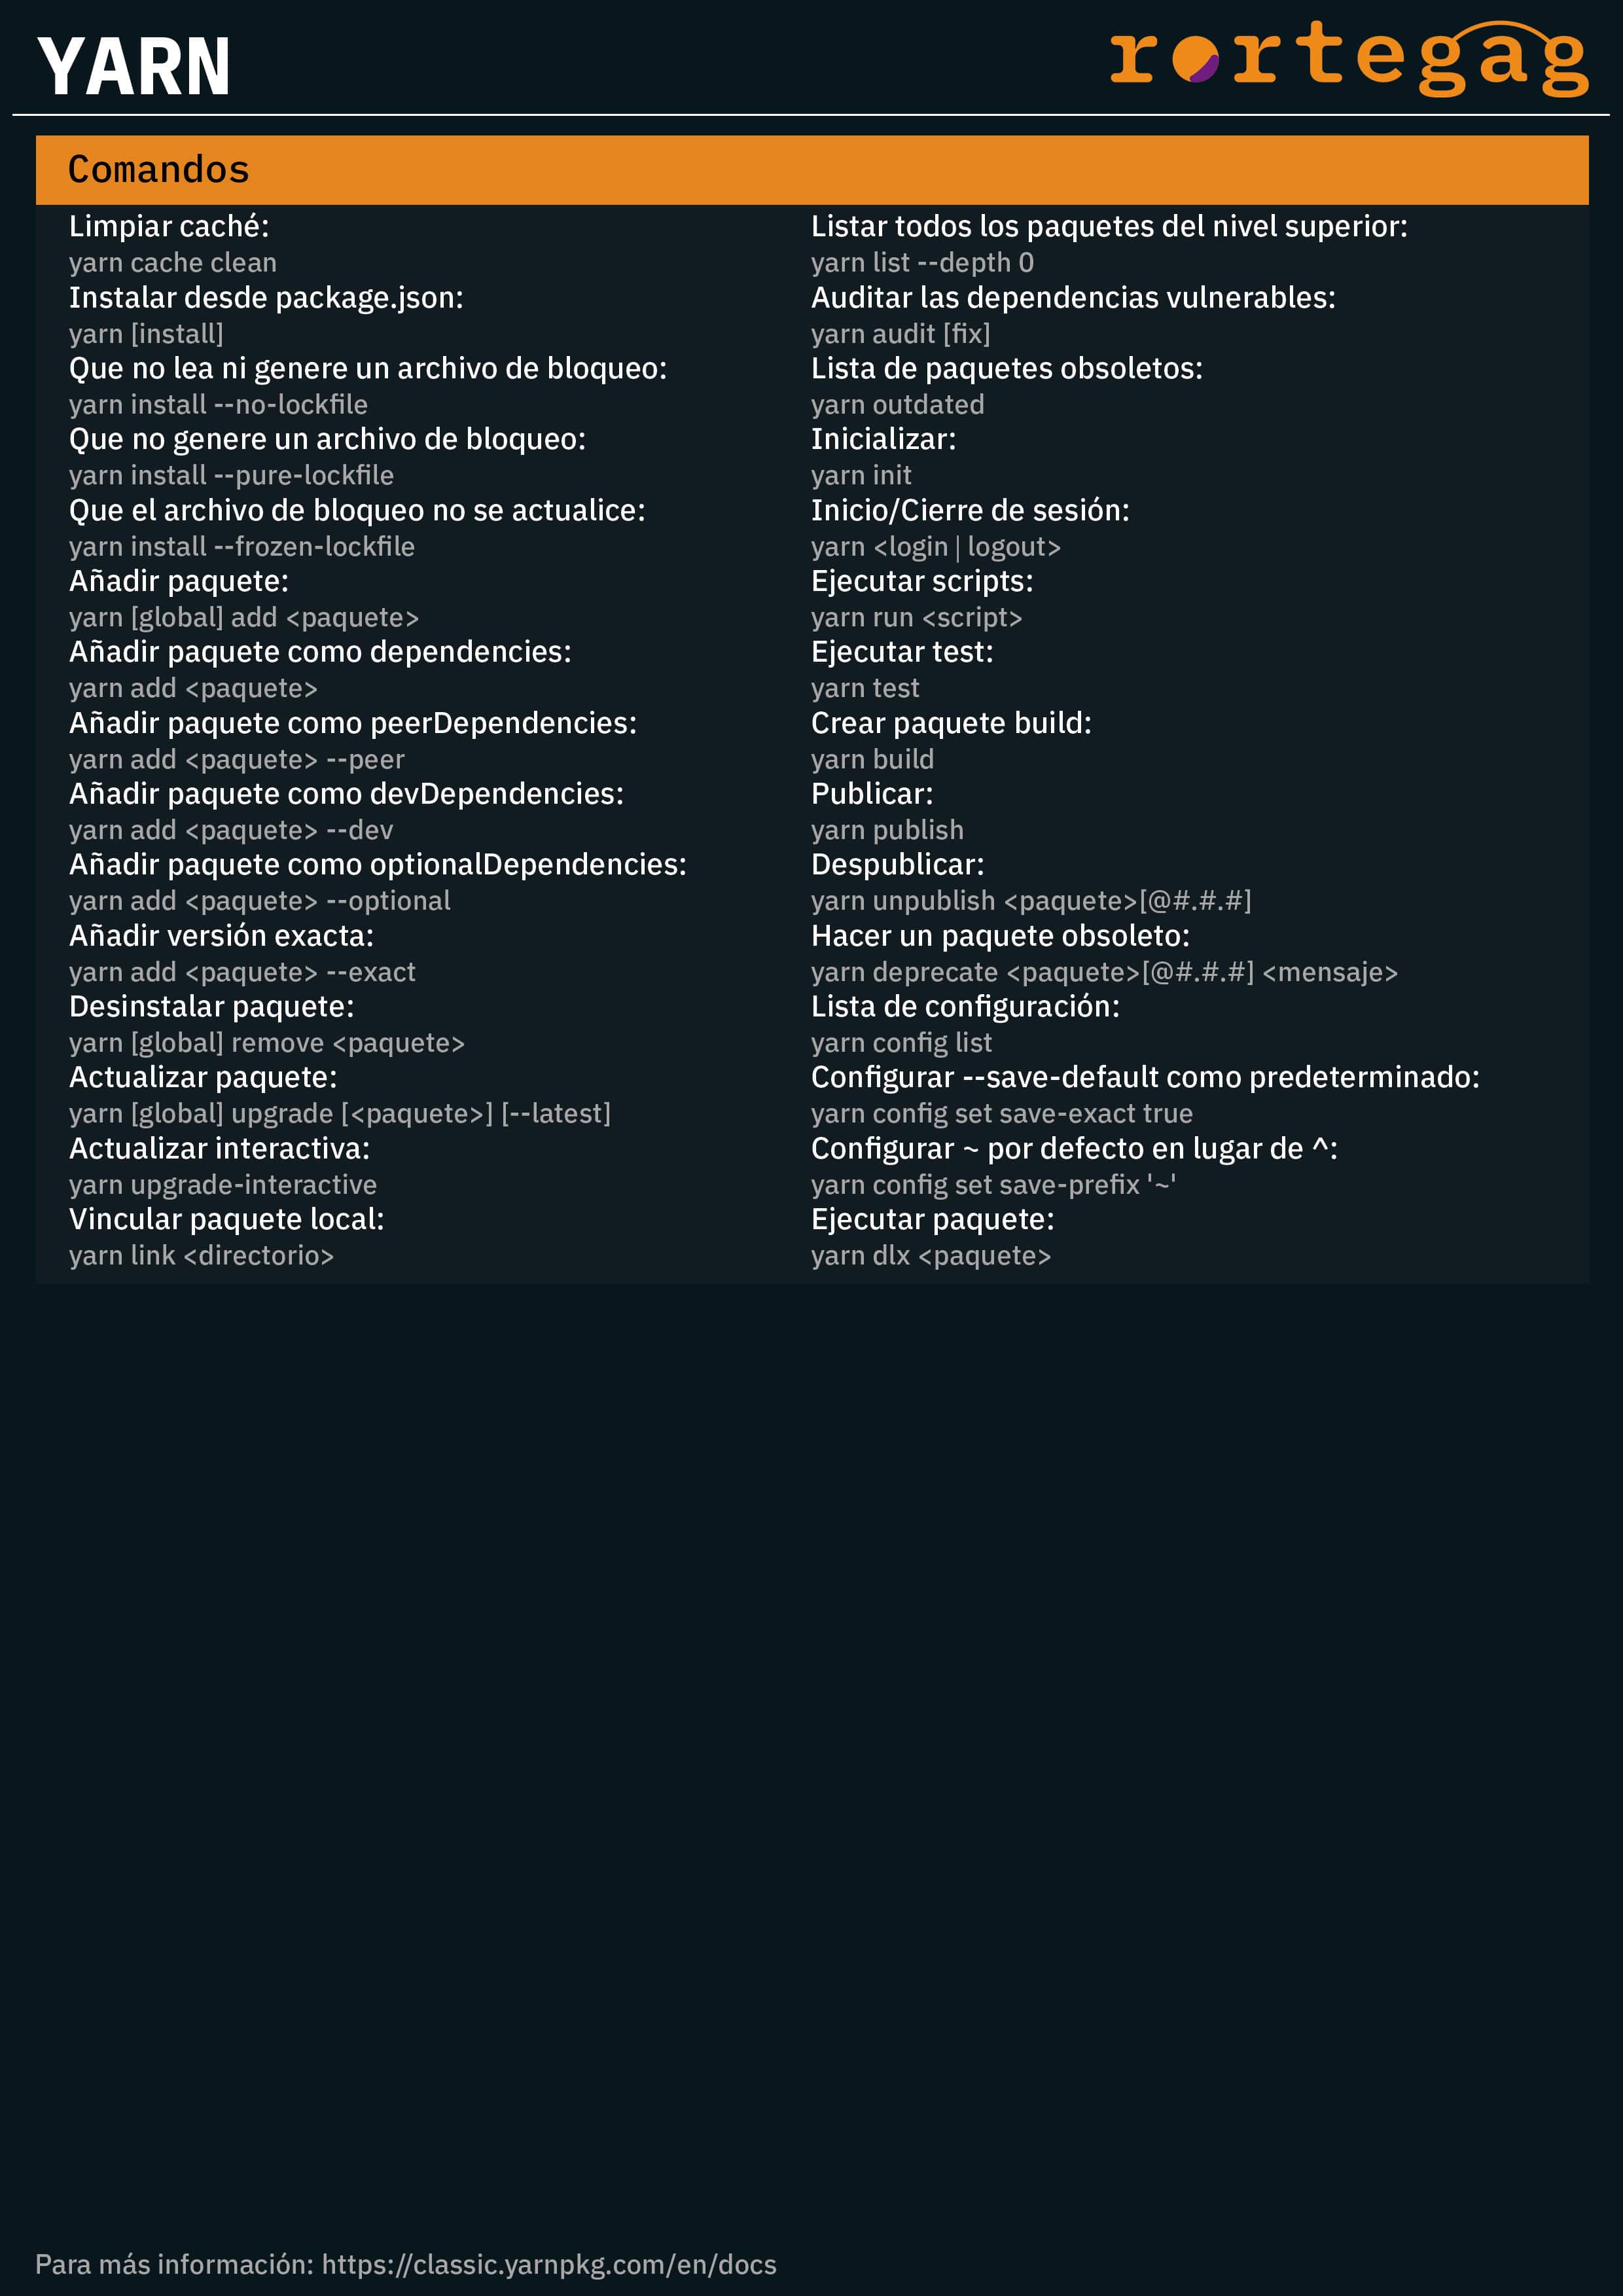 YARN
rortegag
Comandos
Limpiar caché:
yarn cache clean
Instalar desde package.json:
yarn [install]
Que no lea ni genere un archivo de bloqueo:
yarn install --no-lockfile
Que no genere un archivo de bloqueo:
yarn install --pure-lockfile
Que el archivo de bloqueo no se actualice:
yarn install --frozen-lockfile
Añadir paquete:
yarn [global] add <paquete>
Añadir paquete como dependencies:
yarn add <paquete>
Añadir paquete como peerDependencies:
yarn add <paquete> --peer
Añadir paquete como devDependencies:
yarn add <paquete> --dev
Añadir paquete como optionalDependencies:
yarn add <paquete> --optional
Añadir versión exacta:
yarn add <paquete> --exact
Desinstalar paquete:
yarn [global] remove <paquete>
Actualizar paquete:
yarn [global] upgrade [<paquete>] [--latest]
Actualizar interactiva:
yarn upgrade-interactive
Vincular paquete local:
yarn link <directorio>
Listar todos los paquetes del nivel superior:
yarn list --depth 0
Auditar las dependencias vulnerables:
yarn audit [fix]
Lista de paquetes obsoletos:
yarn outdated
Inicializar:
yarn init
Inicio/Cierre de sesión:
yarn <login | logout>
Ejecutar scripts:
yarn run <script>
Ejecutar test:
yarn test
Crear paquete build:
yarn build
Publicar:
yarn publish
Despublicar:
yarn unpublish <paquete>[@#.#.#]
Hacer un paquete obsoleto:
yarn deprecate <paquete>[@#.#.#] <mensaje>
Lista de configuración:
yarn config list
Configurar --save-default como predeterminado:
yarn config set save-exact true
Configurar ~ por defecto en lugar de ^:
yarn config set save-prefix '~'
Ejecutar paquete:
yarn dlx <paquete>
Para más información: https://classic.yarnpkg.com/en/docs